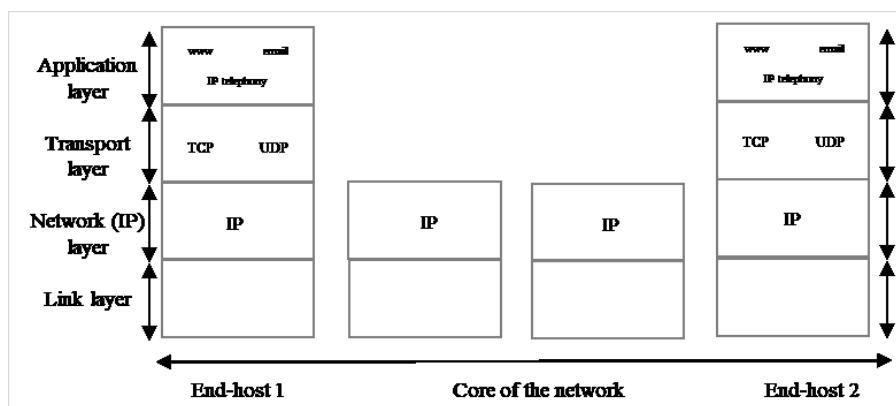 Application layer
www email
IP telephony
www email
IP telephony
Transport layer
TCP UDP
TCP UDP
Network (IP) layer
IP
IP
IP
IP
Link layer
End-host 1
Core of the network
End-host 2